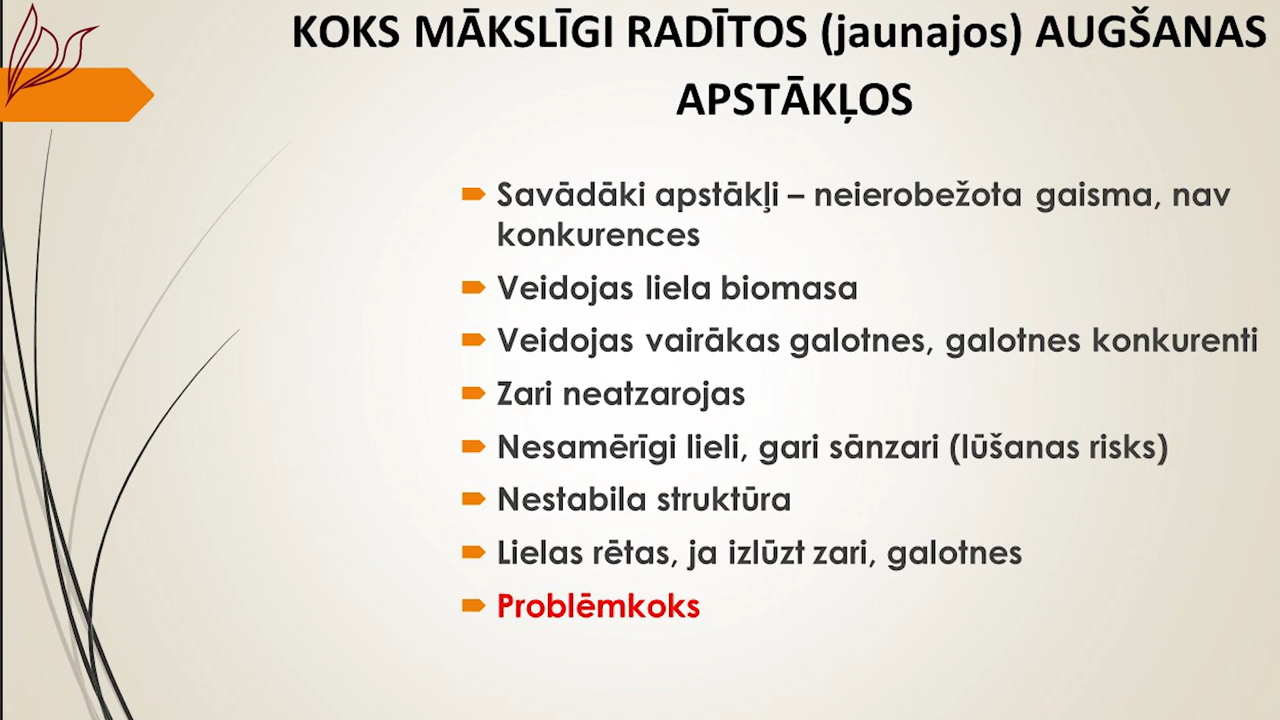 KOKS MĀKSLĪGI RADĪTOS (jaunajos) AUGŠANAS
APSTĀKĻOS
Savādāki apstākļi – neierobežota gaisma, nav
konkurences
Veidojas liela biomasa
Veidojas vairākas galotnes, galotnes konkurenti
Zari neatzarojas
Nesamērīgi lieli, gari sānzari (lūšanas risks)
Nestabila struktūra
Lielas rētas, ja izlūzt zari, galotnes
Problēmkoks